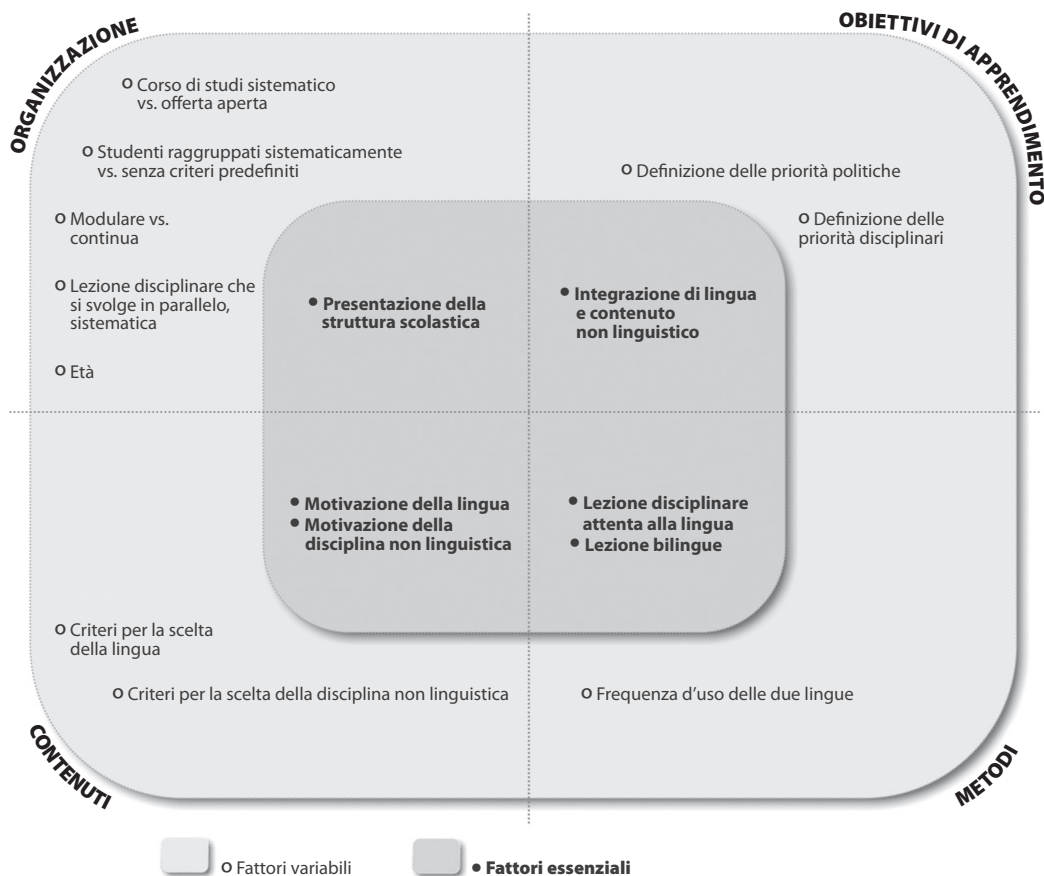 ORGANIZZAZIONE
OBIETTIVI DI APPRENDIMENTO
O Corso di studi sistematico
vs. offerta aperta
O Studenti raggruppati sistematicamente
vs. senza criteri predefiniti
O Modulare vs.
continua
O Lezione disciplinare che
si svolge in parallelo,
sistematica
O Età
O Definizione delle priorità politiche
O Definizione delle
priorità disciplinari
• Presentazione della
struttura scolastica
• Integrazione di lingua
e contenuto
non linguistico
• Motivazione della lingua
• Motivazione della
disciplina non linguistica
• Lezione disciplinare
attenta alla lingua
• Lezione bilingue
O Criteri per la scelta
della lingua
O Criteri per la scelta della disciplina non linguistica
O Frequenza d’uso delle due lingue
CONTENUTI
METODI
O Fattori variabili
• Fattori essenziali